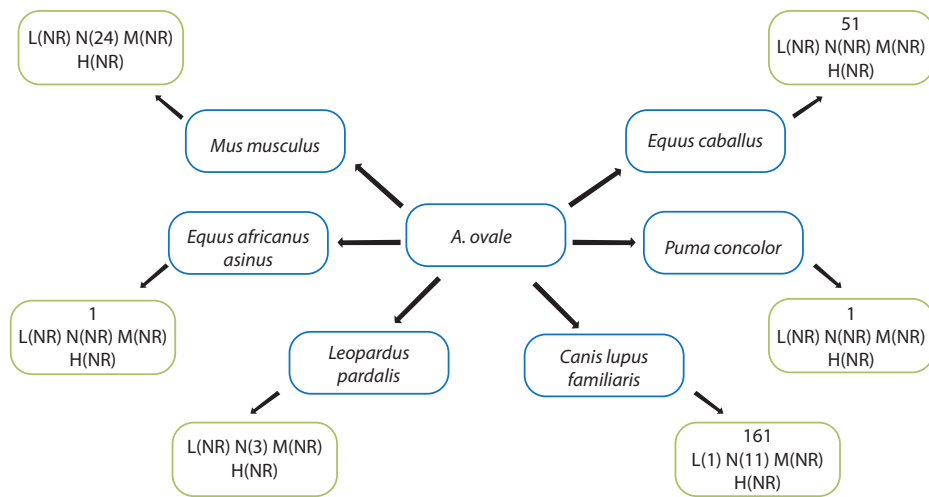 L(NR) N(24) M(NR)
H(NR)
51
L(NR) N(NR) M(NR)
H(NR)
Mus musculus
Equus caballus
Equus africanus
asinus
A. ovale
Puma concolor
1
L(NR) N(NR) M(NR)
H(NR)
1
L(NR) N(NR) M(NR)
H(NR)
Leopardus
pardalis
Canis lupus
familiaris
L(NR) N(3) M(NR)
H(NR)
161
L(1) N(11) M(NR)
H(NR)